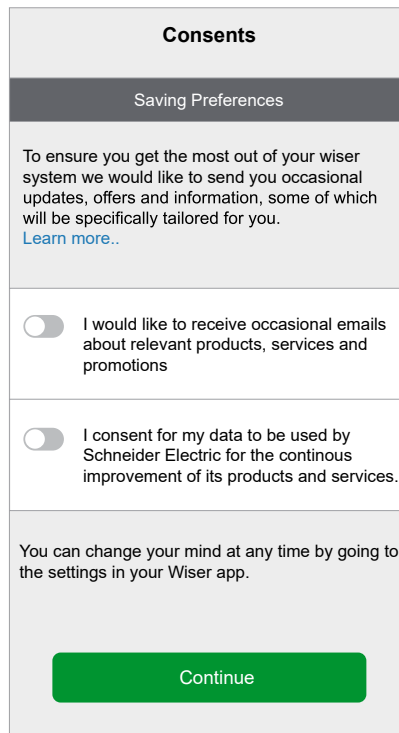 Consents
Saving Preferences
To ensure you get the most out of your wiser
system we would like to send you occasional
updates, offers and information, some of which
will be specifically tailored for you.
Learn more..
I would like to receive occasional emails
about relevant products, services and
promotions
I consent for my data to be used by
Schneider Electric for the continous
improvement of its products and services.
You can change your mind at any time by going to
the settings in your Wiser app.
Continue